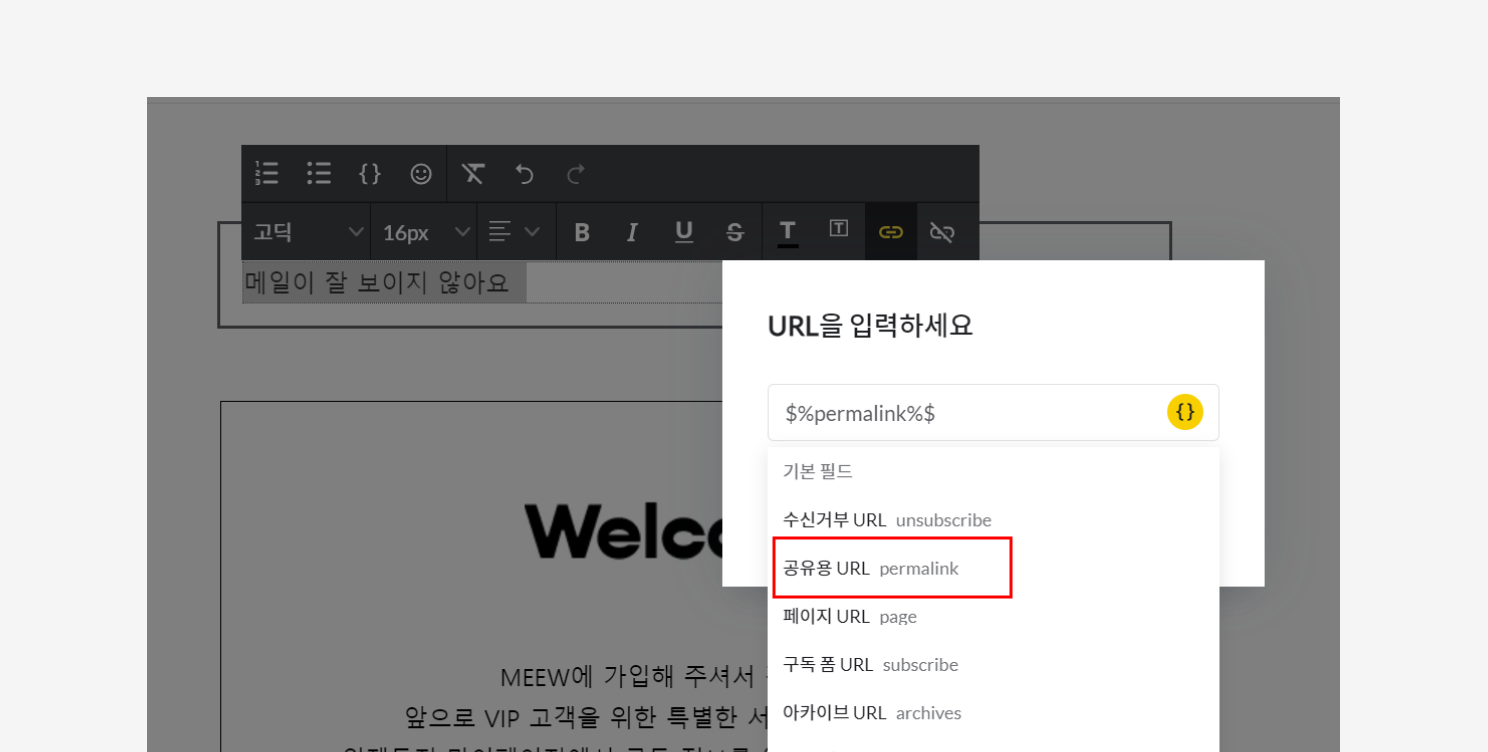 고딕
16px
B I U S T T
메일이 잘 보이지 않아요
URL을 입력하세요
$%permalink%$
{}
기본 필드
수신거부 URL unsubscribe
공유용 URL permalink
페이지 URL page
구독 폼 URL subscribe
아카이브 URL archives
Welco
MEEW에 가입해 주셔서
앞으로 VIP 고객을 위한 특별한 서